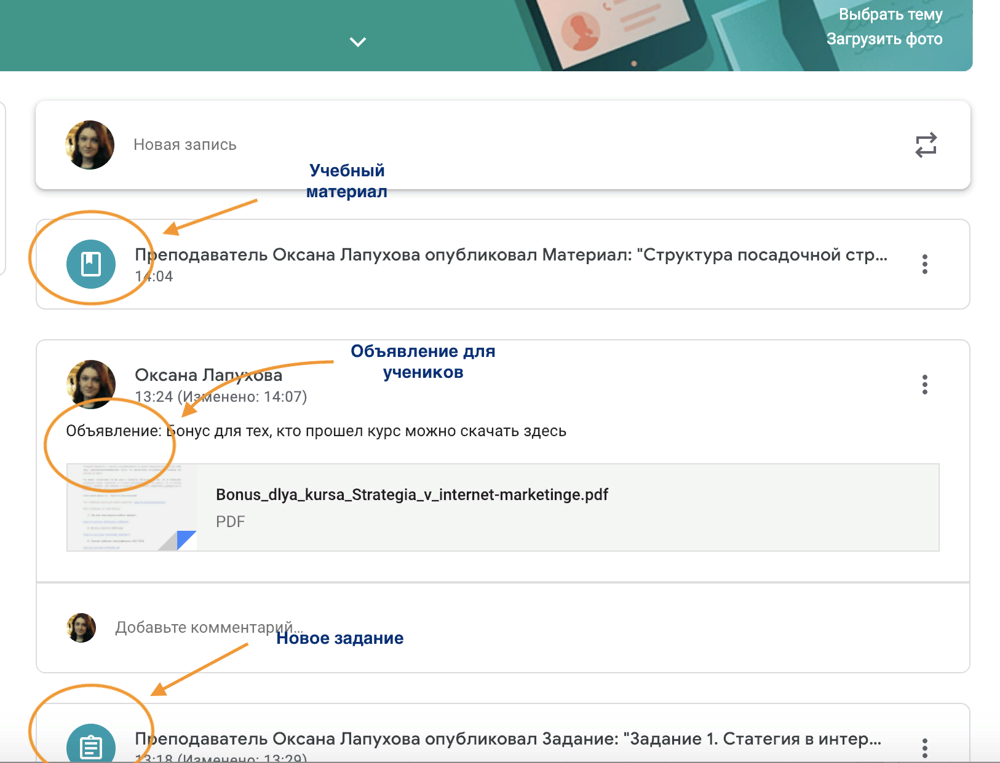 Выбрать тему
Загрузить фото
Новая запись
Учебный
материал
Преподаватель Оксана Лапухова опубликовал Материал: "Структура посадочной стр...
14:04
Объявление для
учеников
Оксана Лапухова
13:24 (Изменено: 14:07)
Объявление: Бонус для тех, кто прошел курс можно скачать здесь
Bonus_dlya_kursa_Strategia_v_internet-marketinge.pdf
PDF
Добавьте комментарий...
Новое задание
Преподаватель Оксана Лапухова опубликовал Задание: "Задание 1. Статегия в интер...
13:18 (Изменено: 13:29)